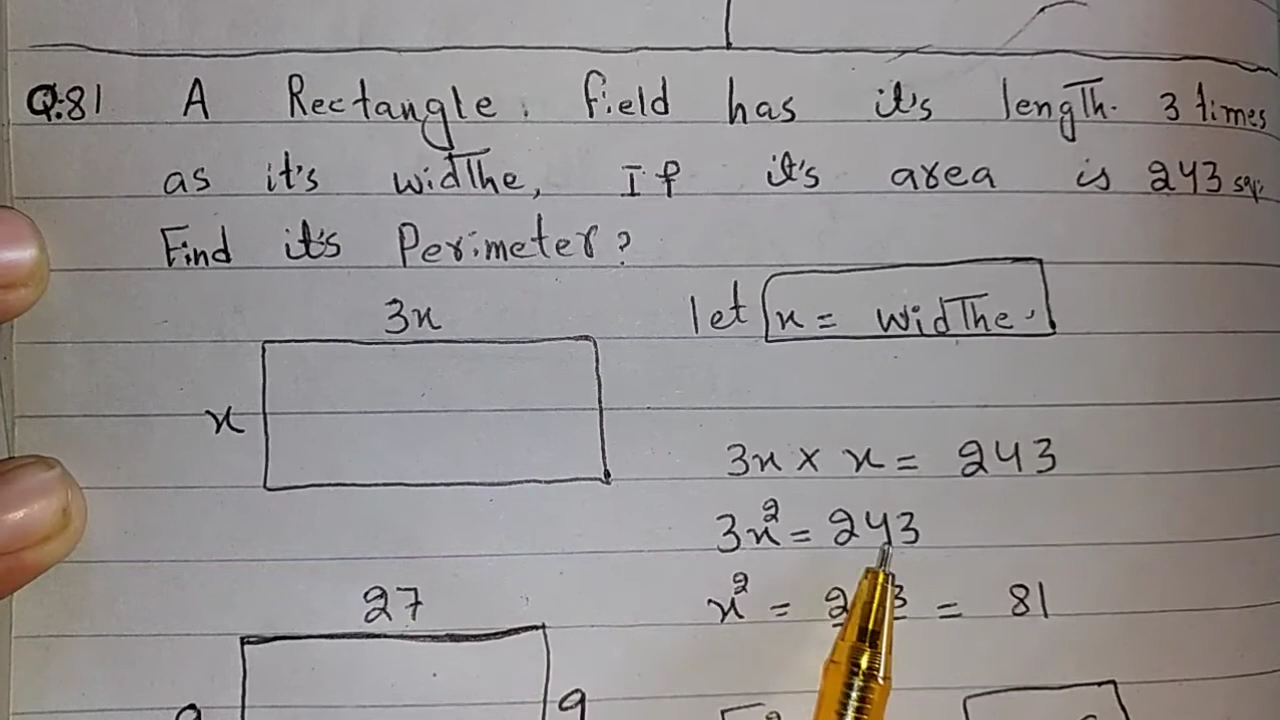 Q:81 A Rectangle. field has it's length. 3 times
as it's widthe, If it's area is 243 sq.
Find it's Perimeter?
3x
let x = widthe.
x
3x × x = 243
3x² = 243
27
x² = = 81
9